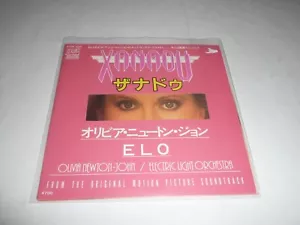 XANADU
ザナドゥ
オリビア・ニュートン・ジョン
ELO
OLIVIA NEWTON-JOHN / ELECTRIC LIGHT ORCHESTRA
FROM THE ORIGINAL MOTION PICTURE SOUNDTRACK